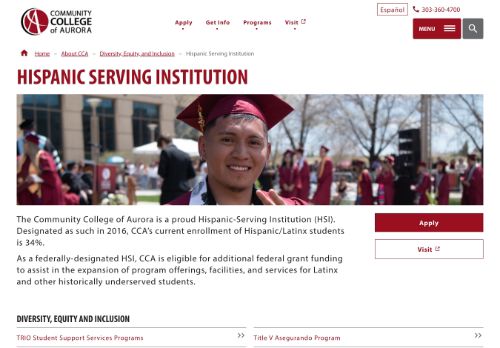 COMMUNITY
COLLEGE
of AURORA
Apply Get Info Programs Visit
Español 303-360-4700
MENU
Home – About CCA – Diversity, Equity, and Inclusion – Hispanic Serving Institution
HISPANIC SERVING INSTITUTION
The Community College of Aurora is a proud Hispanic-Serving Institution (HSI).
Designated as such in 2016, CCA's current enrollment of Hispanic/Latinx students
is 34%.
As a federally-designated HSI, CCA is eligible for additional federal grant funding
to assist in the expansion of program offerings, facilities, and services for Latinx
and other historically underserved students.
Apply
Visit
DIVERSITY, EQUITY AND INCLUSION
TRIO Student Support Services Programs >>
Title V Asegurando Program >>